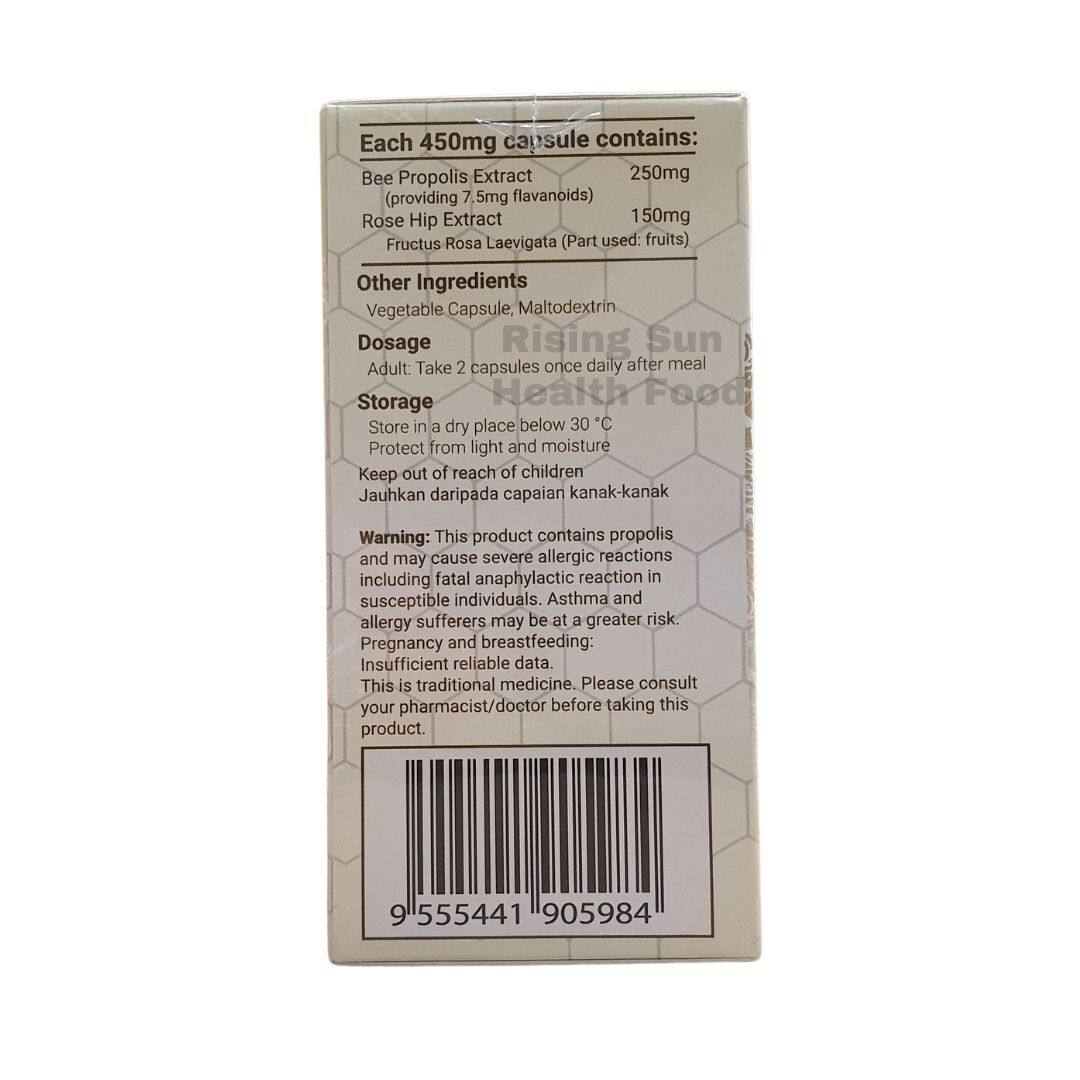 Each 450mg capsule contains:
Bee Propolis Extract 250mg
(providing 7.5mg flavanoids)
Rose Hip Extract 150mg
Fructus Rosa Laevigata (Part used: fruits)
Other Ingredients
Vegetable Capsule, Maltodextrin
Rising Sun
Dosage
Adult: Take 2 capsules once daily after meal
Health Food
Storage
Store in a dry place below 30 °C
Protect from light and moisture
Keep out of reach of children
Jauhkan daripada capaian kanak-kanak
Warning: This product contains propolis
and may cause severe allergic reactions
including fatal anaphylactic reaction in
susceptible individuals. Asthma and
allergy sufferers may be at a greater risk.
Pregnancy and breastfeeding:
Insufficient reliable data.
This is traditional medicine. Please consult
your pharmacist/doctor before taking this
product.
9 555441 905984